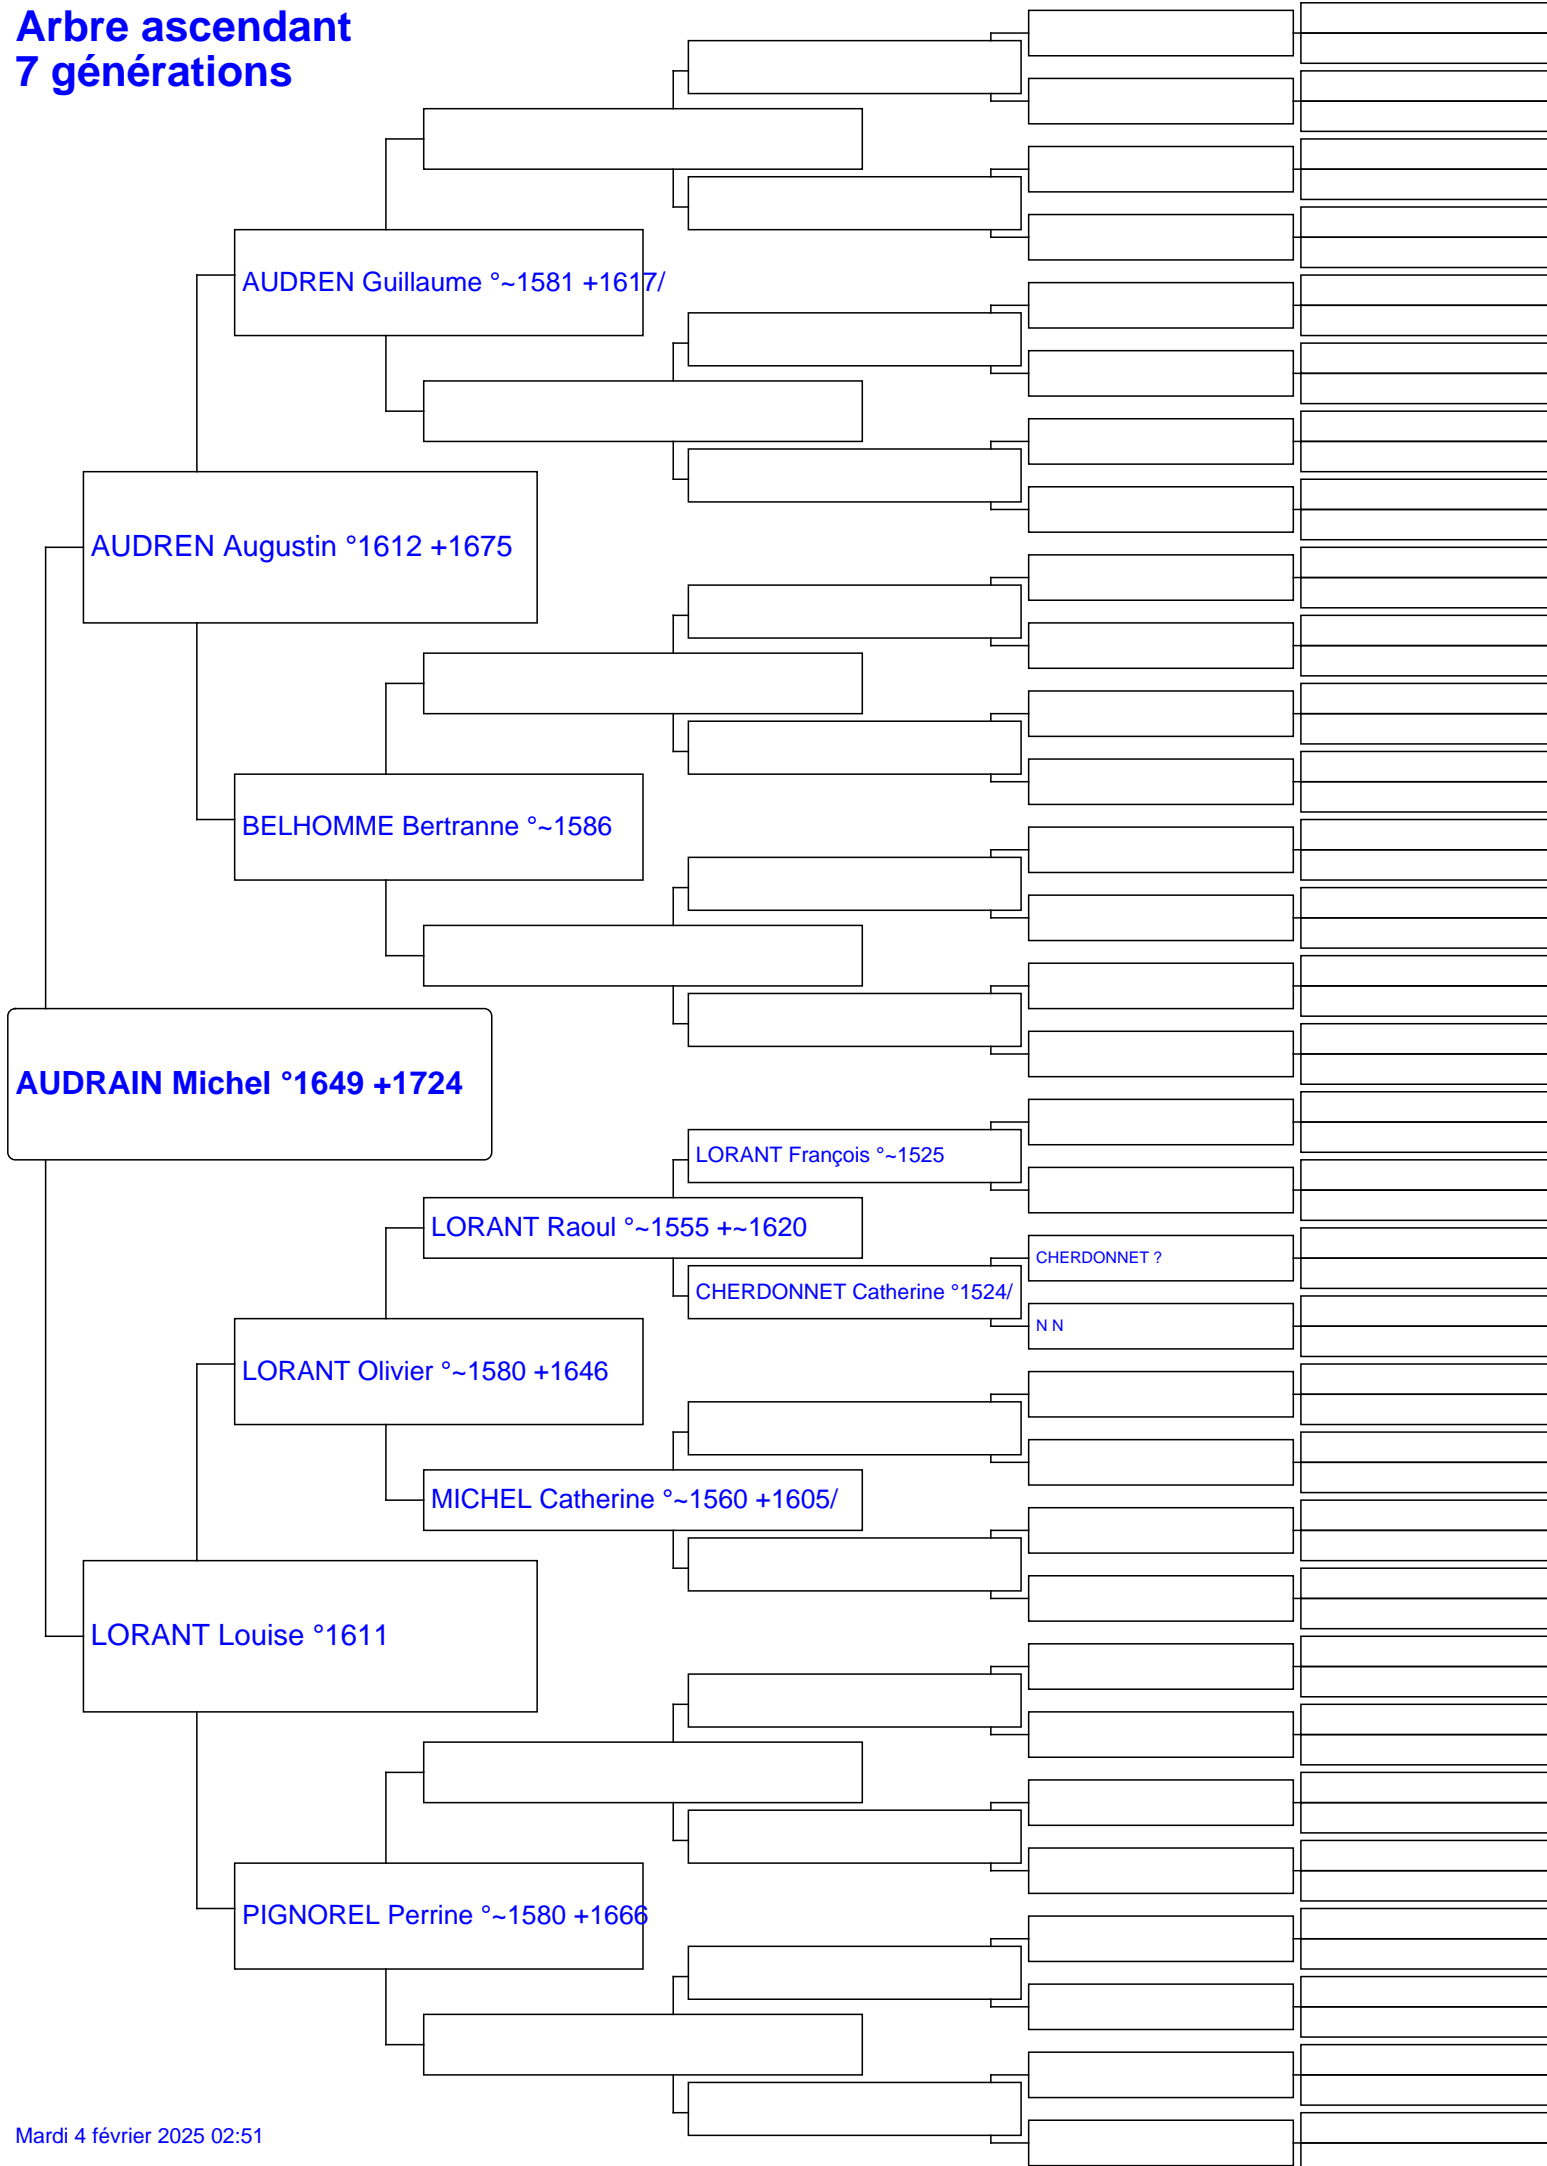 Arbre ascendant
7 générations
AUDREN Guillaume °~1581 +1617/
AUDREN Augustin °1612 +1675
BELHOMME Bertranne °~1586
AUDRAIN Michel °1649 +1724
LORANT François °~1525
LORANT Raoul °~1555 +~1620
CHERDONNET ?
CHERDONNET Catherine °1524/
N N
LORANT Olivier °~1580 +1646
MICHEL Catherine °~1560 +1605/
LORANT Louise °1611
PIGNOREL Perrine °~1580 +1666
Mardi 4 février 2025 02:51